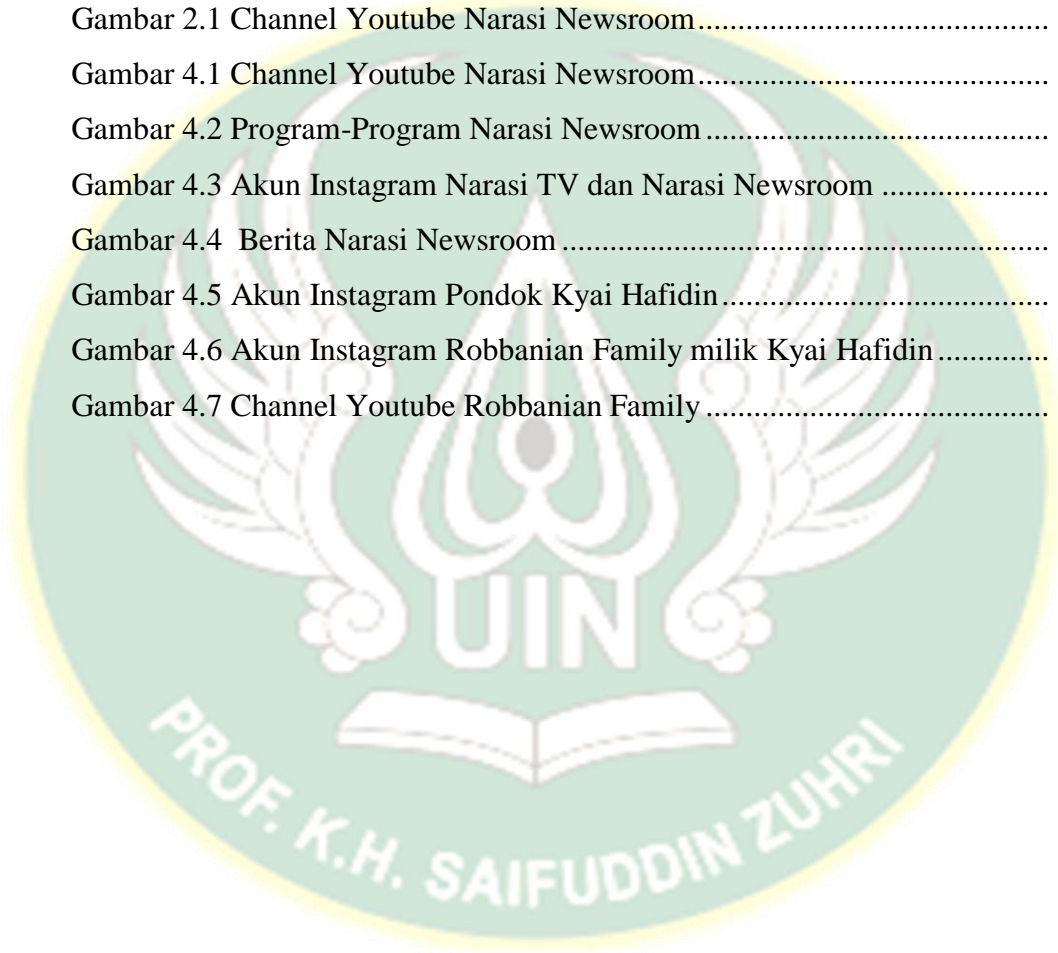 Gambar 2.1 Channel Youtube Narasi Newsroom........................................
Gambar 4.1 Channel Youtube Narasi Newsroom........................................
Gambar 4.2 Program-Program Narasi Newsroom .......................................
Gambar 4.3 Akun Instagram Narasi TV dan Narasi Newsroom ...................
Gambar 4.4  Berita Narasi Newsroom ........................................................
Gambar 4.5 Akun Instagram Pondok Kyai Hafidin.....................................
Gambar 4.6 Akun Instagram Robbanian Family milik Kyai Hafidin..............
Gambar 4.7 Channel Youtube Robbanian Family .......................................
UIN
PROF. K.H. SAIFUDDIN ZUHRI